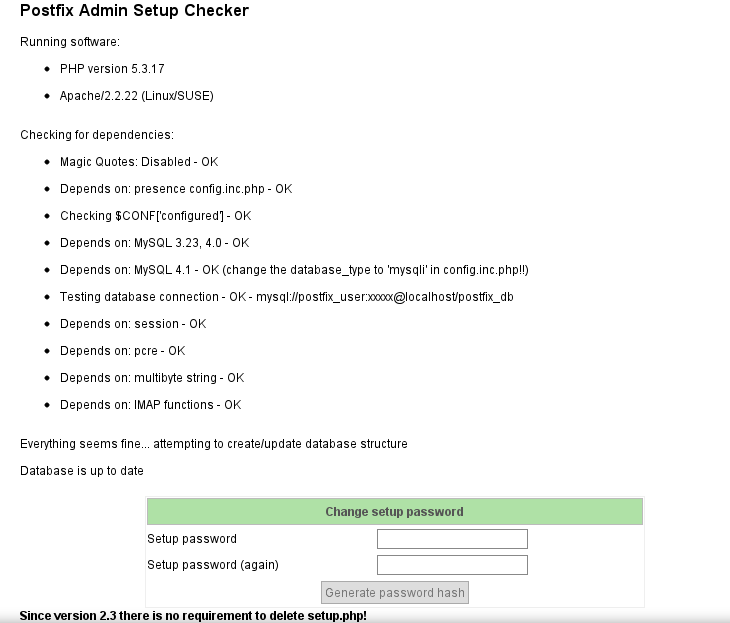 Postfix Admin Setup Checker
Running software:
PHP version 5.3.17
Apache/2.2.22 (Linux/SUSE)
Checking for dependencies:
Magic Quotes: Disabled - OK
Depends on: presence config.inc.php - OK
Checking $CONF['configured'] - OK
Depends on: MySQL 3.23, 4.0 - OK
Depends on: MySQL 4.1 - OK (change the database_type to 'mysqli' in config.inc.php!!)
Testing database connection - OK - mysql://postfix_user:xxxxx@localhost/postfix_db
Depends on: session - OK
Depends on: pcre - OK
Depends on: multibyte string - OK
Depends on: IMAP functions - OK
Everything seems fine... attempting to create/update database structure
Database is up to date
Change setup password
Setup password
Setup password (again)
Generate password hash
Since version 2.3 there is no requirement to delete setup.php!